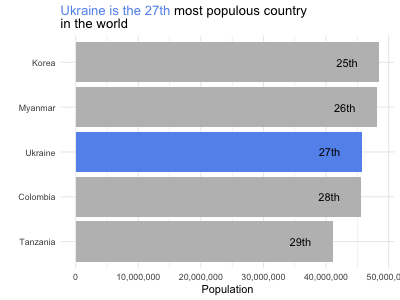 Ukraine is the 27th most populous country
in the world
Korea
25th
Myanmar
26th
Ukraine
27th
Colombia
28th
Tanzania
29th
0 10,000,000 20,000,000 30,000,000 40,000,000 50,000,0
Population